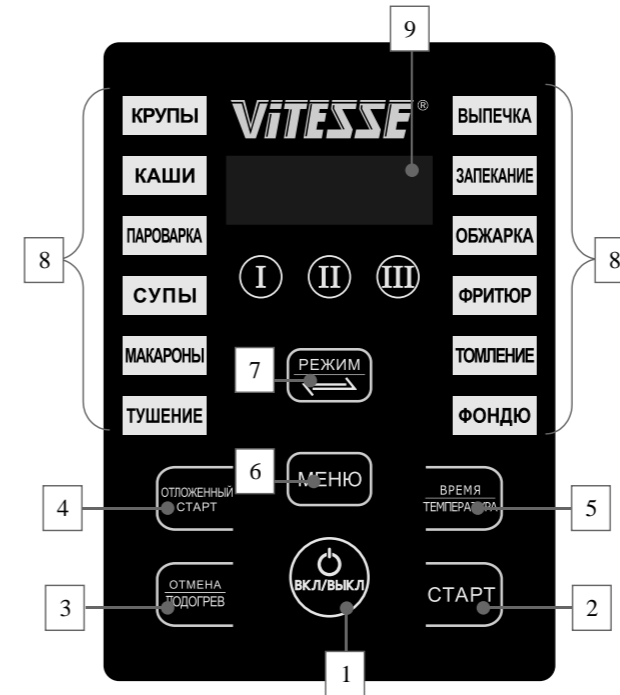 9
ViTESSE®
КРУПЫ
КАШИ
ПАРОВАРКА
СУПЫ
МАКАРОНЫ
ТУШЕНИЕ
8
ВЫПЕЧКА
ЗАПЕКАНИЕ
ОБЖАРКА
ФРИТЮР
ТОМЛЕНИЕ
ФОНДЮ
8
I II III
7
РЕЖИМ
6
МЕНЮ
4
ОТЛОЖЕННЫЙ
СТАРТ
ВРЕМЯ
ТЕМПЕРАТУРА
5
3
ОТМЕНА
ПОДОГРЕВ
ВКЛ/ВЫКЛ
1
СТАРТ
2